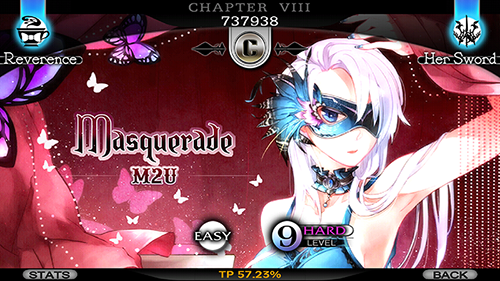 CHAPTER VIII
737938
C
Reverence
Her Sword
Masquerade
M2U
EASY
9 HARD
LEVEL
STATS
TP 57.23%
BACK